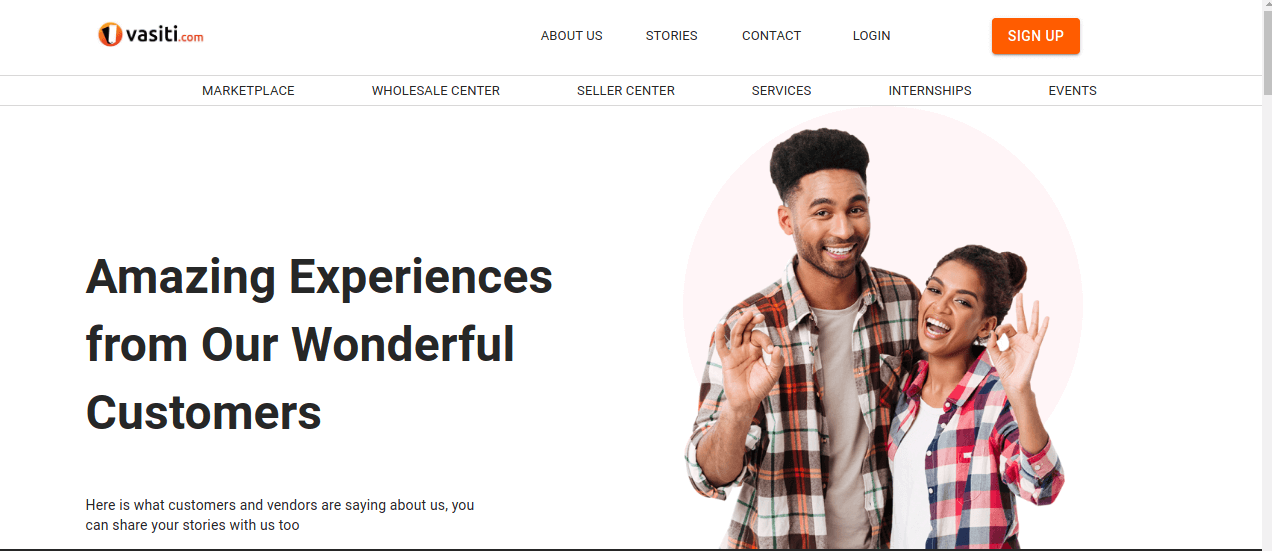 vasiti.com
ABOUT US
STORIES
CONTACT
LOGIN
SIGN UP
MARKETPLACE
WHOLESALE CENTER
SELLER CENTER
SERVICES
INTERNSHIPS
EVENTS
Amazing Experiences
from Our Wonderful
Customers
Here is what customers and vendors are saying about us, you
can share your stories with us too